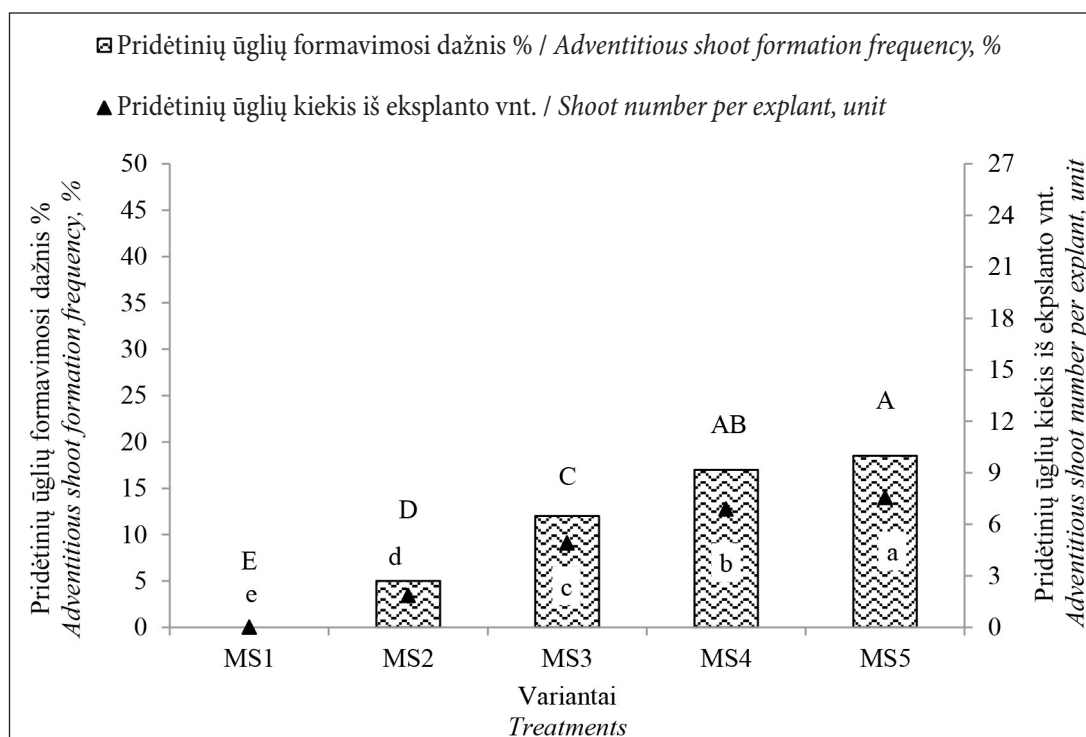 Pridėtinių ūglių formavimosi dažnis % / Adventitious shoot formation frequency, %
Pridėtinių ūglių kiekis iš eksplanto vnt. / Shoot number per explant, unit
Pridėtinių ūglių formavimosi dažnis %
Adventitious shoot formation frequency, %
50
45
40
35
30
25
20
15
10
5
0
E
e
D
d
C
c
AB
b
A
a
27
24
21
18
15
12
9
6
3
0
Pridėtinių ūglių kiekis iš ekpslanto vnt.
Adventitious shoot number per explant, unit
MS1 MS2 MS3 MS4 MS5
Variantai
Treatments